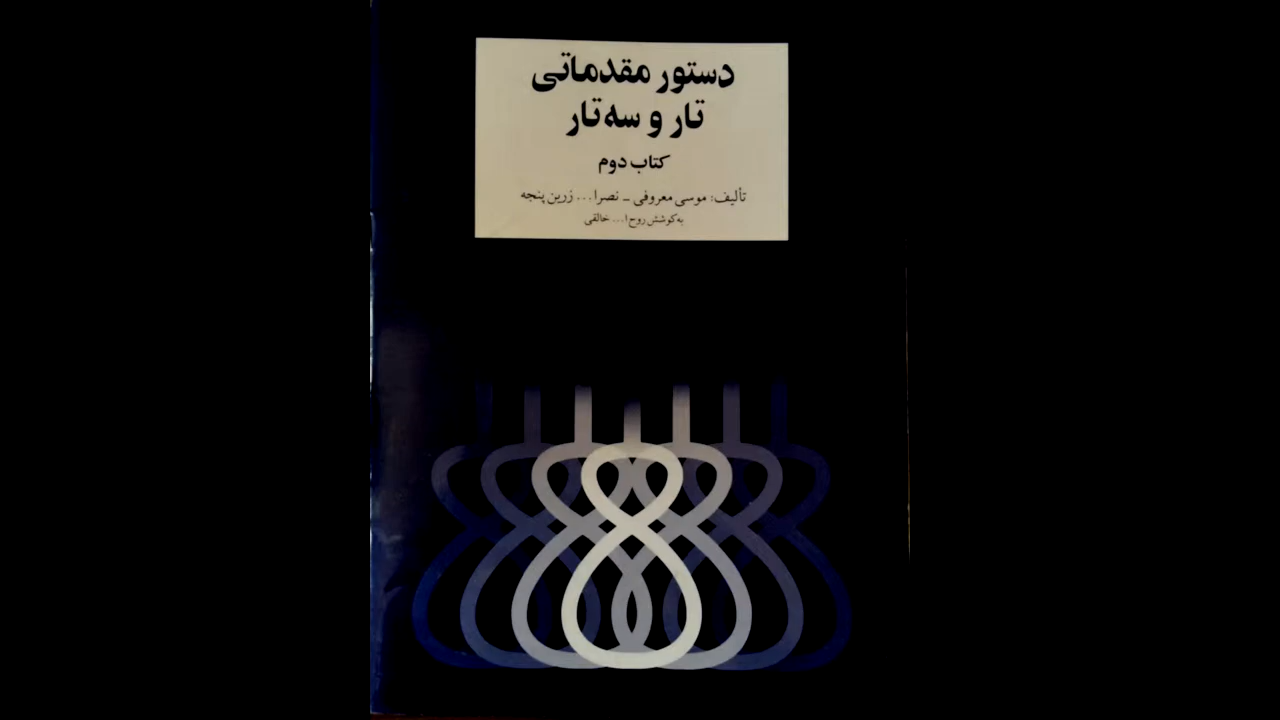 دستور مقدماتی
تار و سه‌تار
کتاب دوم
تألیف: موسی معروفی ـ نصرا... زرین پنجه
به‌کوشش روح ا... خالقی